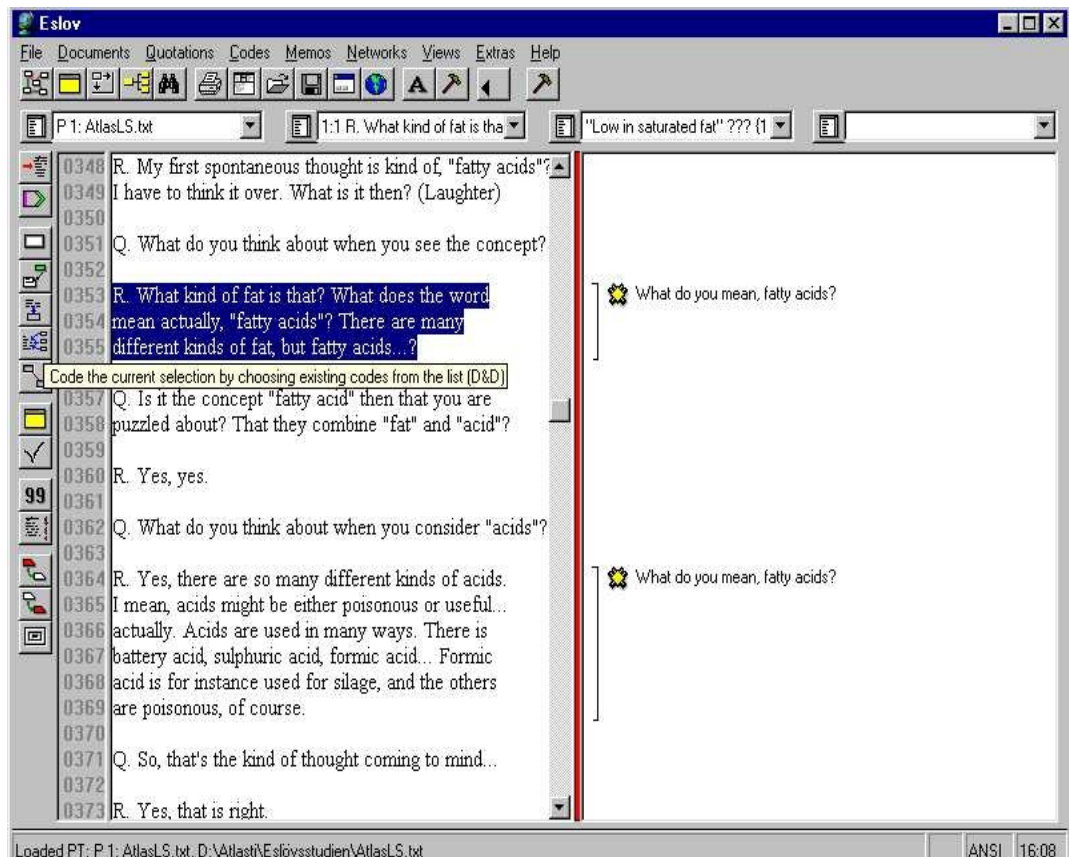 Eslov
File Documents Quotations Codes Memos Networks Views Extras Help
A
P 1: AtlasLS.txt 1:1 R. What kind of fat is tha "Low in saturated fat" ??? {1
0348 R. My first spontaneous thought is kind of, "fatty acids"?
0349 I have to think it over. What is it then? (Laughter)
0350
0351 Q. What do you think about when you see the concept?
0352
0353 R. What kind of fat is that? What does the word What do you mean, fatty acids?
0354 mean actually, "fatty acids"? There are many
0355 different kinds of fat, but fatty acids...?
Code the current selection by choosing existing codes from the list (D&D)
0357 Q. Is it the concept "fatty acid" then that you are
0358 puzzled about? That they combine "fat" and "acid"?
0359
0360 R. Yes, yes.
99
0361
0362 Q. What do you think about when you consider "acids"?
0363
0364 R. Yes, there are so many different kinds of acids. What do you mean, fatty acids?
0365 I mean, acids might be either poisonous or useful...
0366 actually. Acids are used in many ways. There is
0367 battery acid, sulphuric acid, formic acid... Formic
0368 acid is for instance used for silage, and the others
0369 are poisonous, of course.
0370
0371 Q. So, that's the kind of thought coming to mind...
0372
0373 R. Yes, that is right.
Loaded PT: P 1: AtlasLS.txt, D:\Atlasti\Eslövsstudien\AtlasLS.txt ANSI 16:08